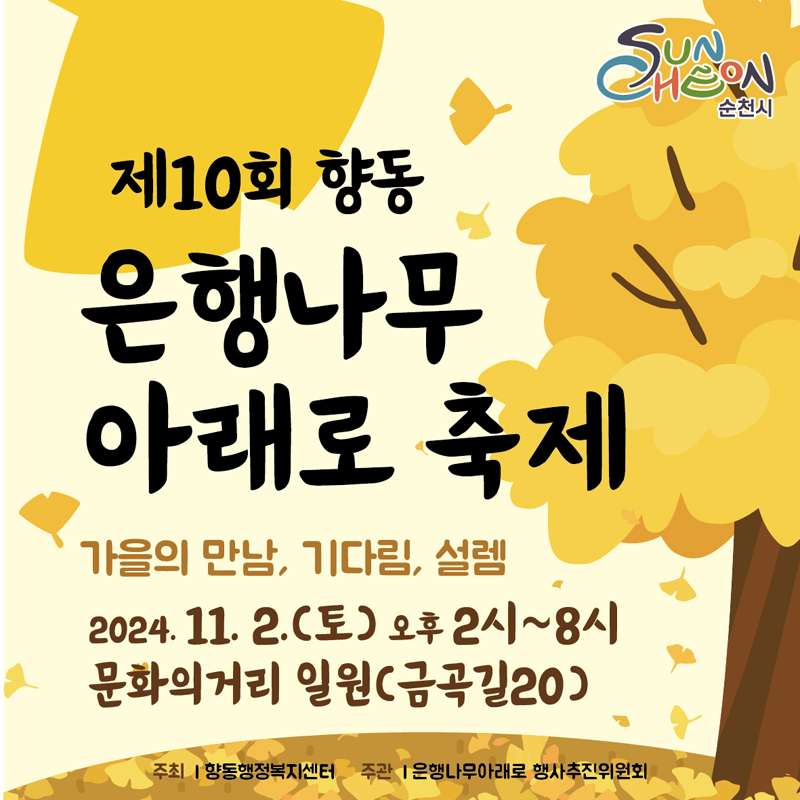 SUN
CHEON
순천시
제10회 향동
은행나무
아래로 축제
가을의 만남, 기다림, 설렘
2024. 11. 2.(토) 오후 2시~8시
문화의거리 일원(금곡길20)
주최 | 향동행정복지센터 주관 | 은행나무아래로 행사추진위원회